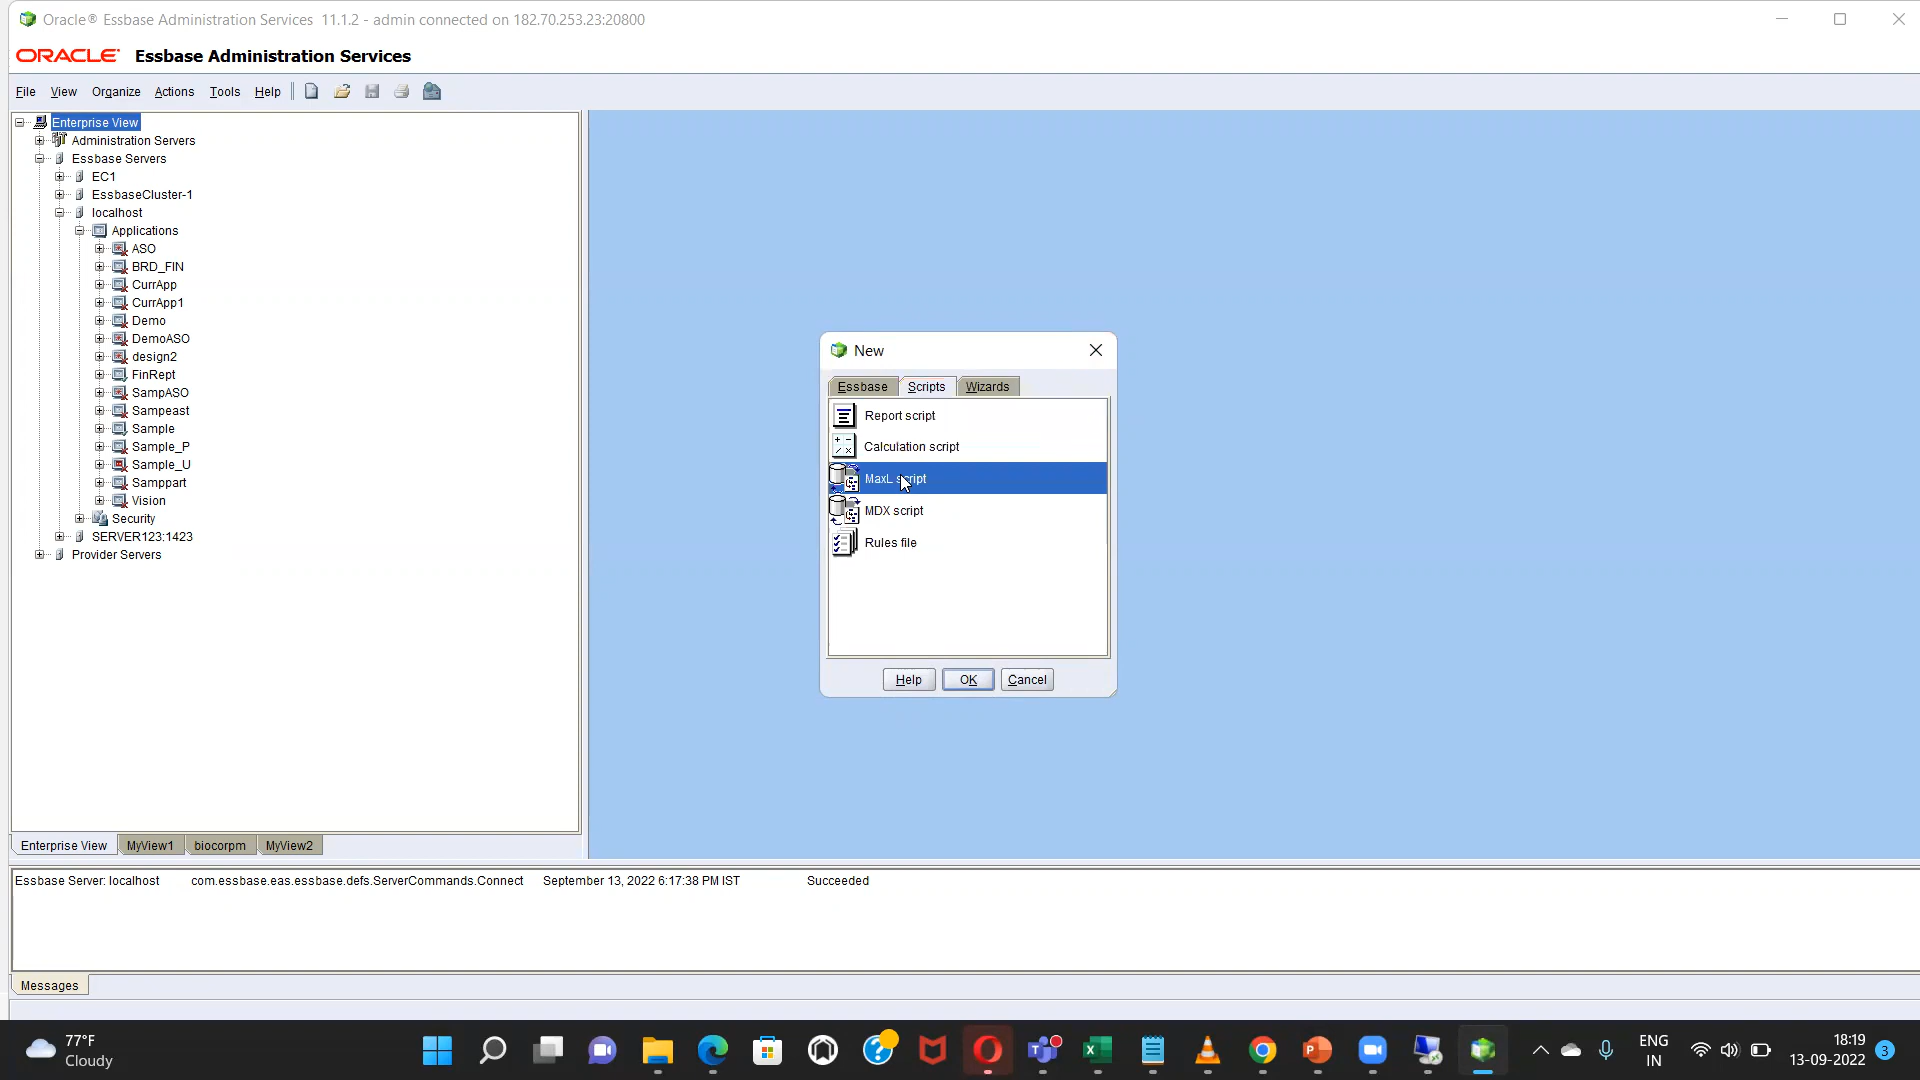 Oracle® Essbase Administration Services 11.1.2 - admin connected on 182.70.253.23:20800
ORACLE® Essbase Administration Services
File View Organize Actions Tools Help
Enterprise View
Administration Servers
Essbase Servers
EC1
EssbaseCluster-1
localhost
Applications
ASO
BRD_FIN
CurrApp
CurrApp1
Demo
DemoASO
design2
FinRept
SampASO
Sampeast
Sample
Sample_P
Sample_U
Samppart
Vision
Security
SERVER123:1423
Provider Servers
New
Essbase Scripts Wizards
Report script
Calculation script
MaxL script
MDX script
Rules file
Help OK Cancel
Enterprise View MyView1 biocorpm MyView2
Essbase Server: localhost com.essbase.eas.essbase.defs.ServerCommands.Connect September 13, 2022 6:17:38 PM IST Succeeded
Messages
77°F
Cloudy
ENG
IN
18:19
13-09-2022
3